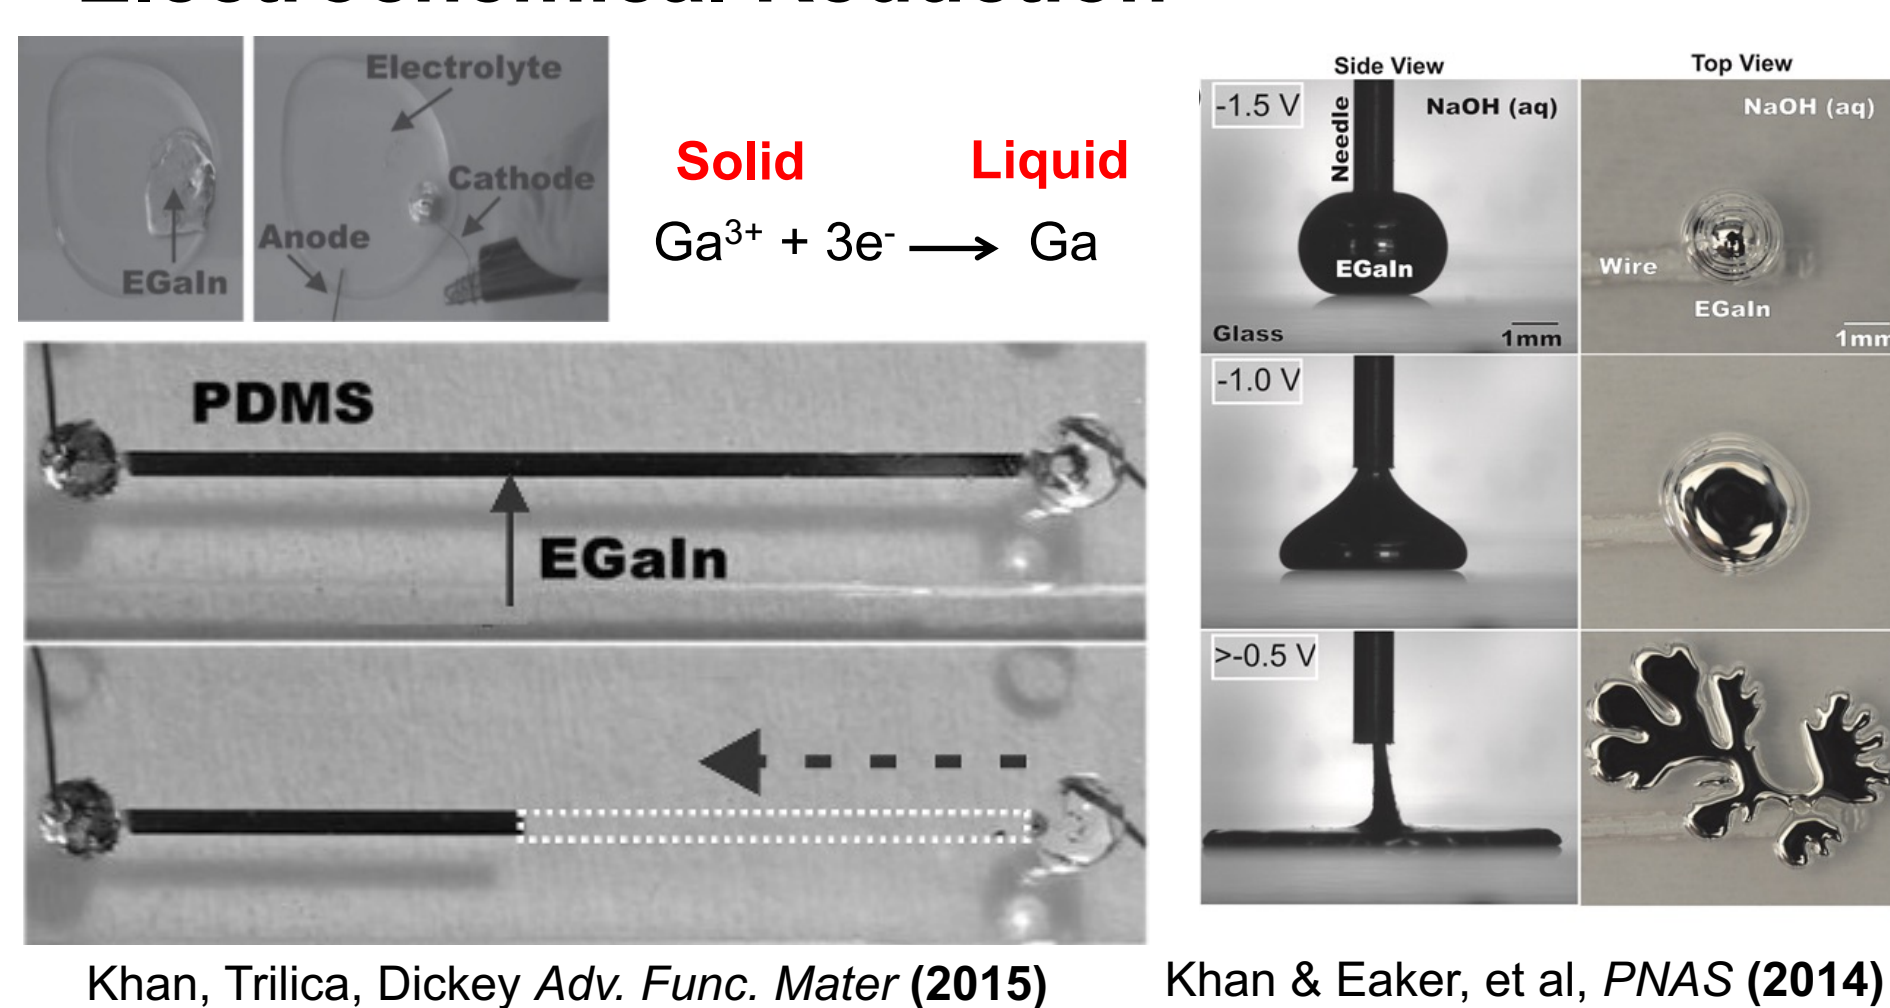 Electrochemical Reduction
Electrolyte
Cathode
Anode
EGaIn
Solid Liquid
Ga³⁺ + 3e⁻ ⟶ Ga
PDMS
EGaIn
Khan, Trilica, Dickey Adv. Func. Mater (2015)
Side View
Top View
-1.5 V
Needle
NaOH (aq)
EGaIn
Glass
1mm
NaOH (aq)
Wire
EGaIn
-1.0 V
>-0.5 V
Khan & Eaker, et al, PNAS (2014)